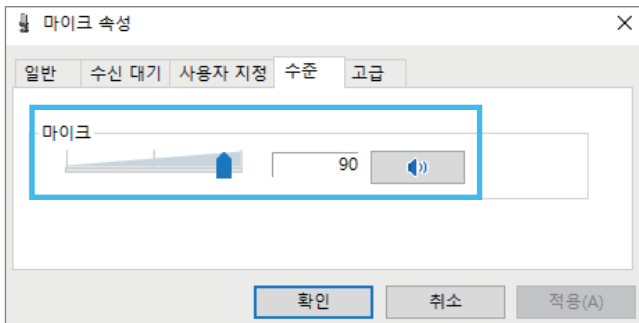 마이크 속성
일반 수신 대기 사용자 지정 수준 고급
마이크
90
확인 취소 적용(A)